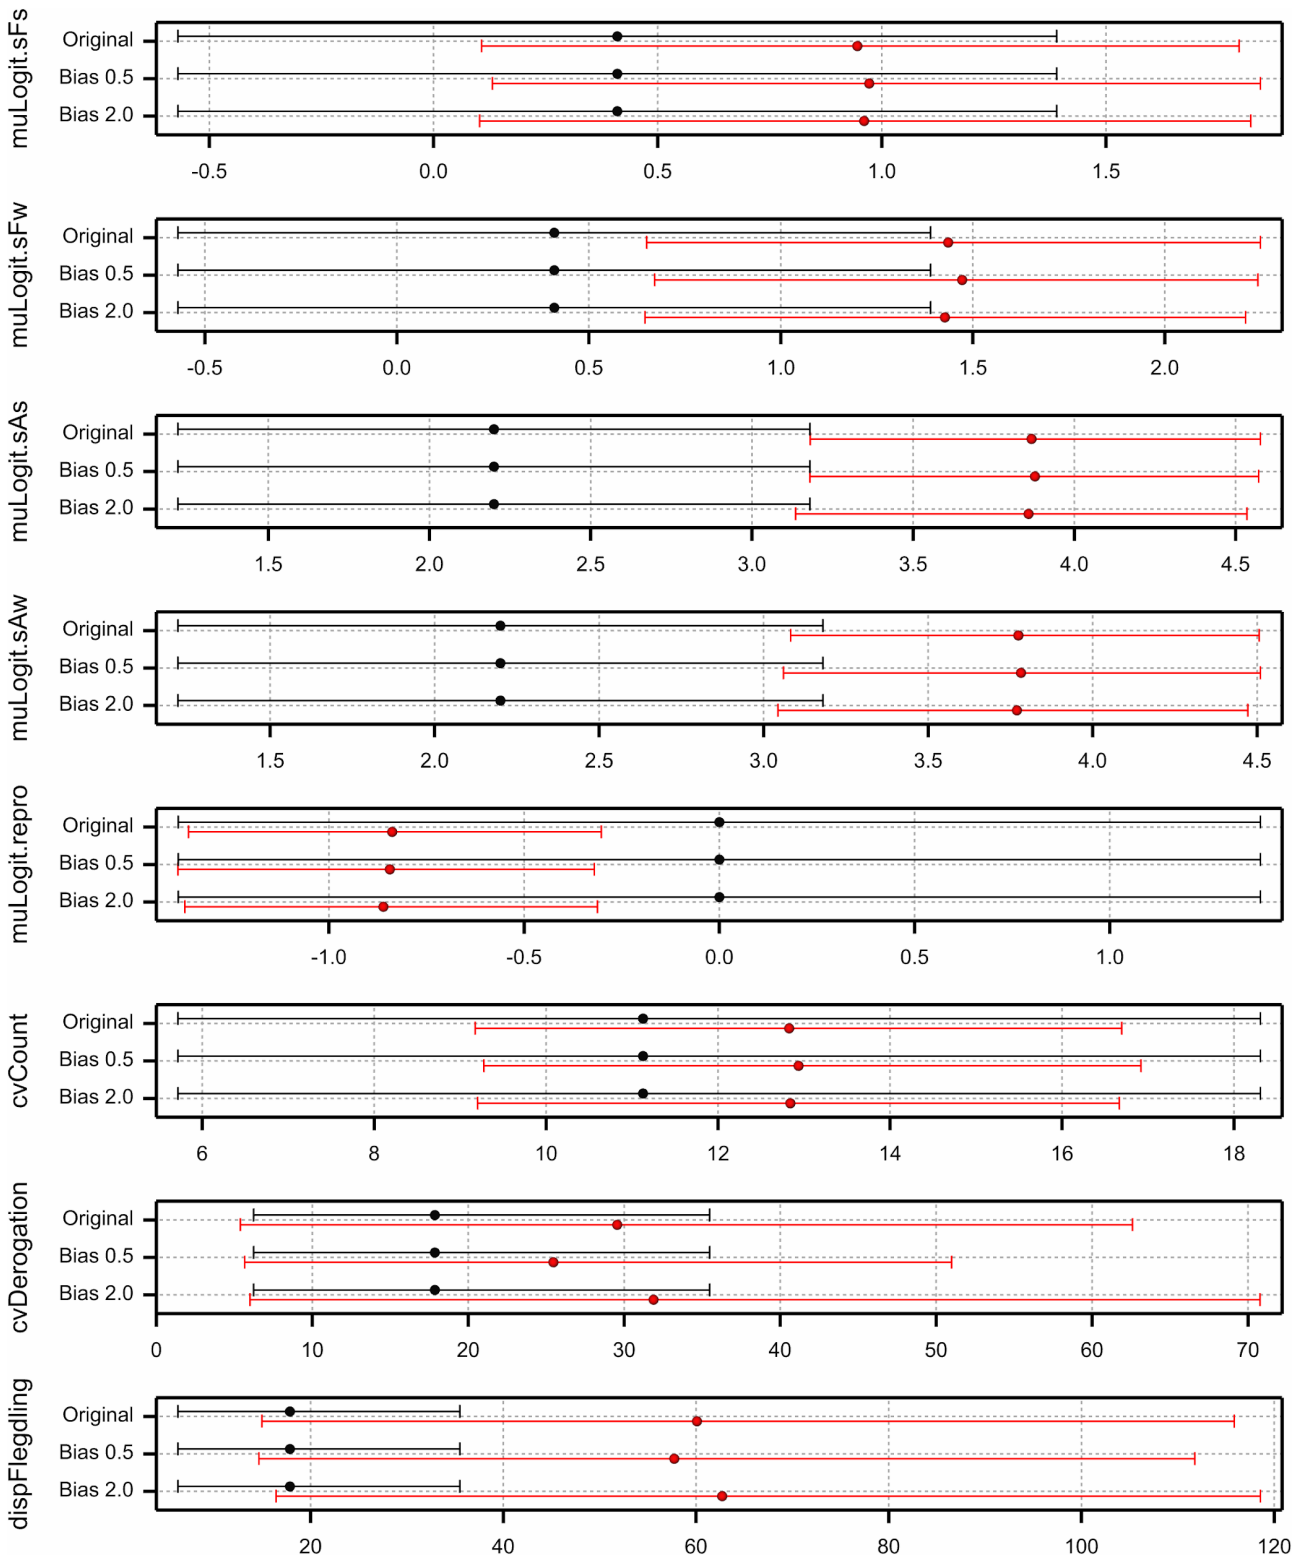 muLogit.sFs
Original
Bias 0.5
Bias 2.0
-0.5 0.0 0.5 1.0 1.5
muLogit.sFw
Original
Bias 0.5
Bias 2.0
-0.5 0.0 0.5 1.0 1.5 2.0
muLogit.sAs
Original
Bias 0.5
Bias 2.0
1.5 2.0 2.5 3.0 3.5 4.0 4.5
muLogit.sAw
Original
Bias 0.5
Bias 2.0
1.5 2.0 2.5 3.0 3.5 4.0 4.5
muLogit.repro
Original
Bias 0.5
Bias 2.0
-1.0 -0.5 0.0 0.5 1.0
cvCount
Original
Bias 0.5
Bias 2.0
6 8 10 12 14 16 18
cvDerogation
Original
Bias 0.5
Bias 2.0
0 10 20 30 40 50 60 70
dispFlegdling
Original
Bias 0.5
Bias 2.0
20 40 60 80 100 120